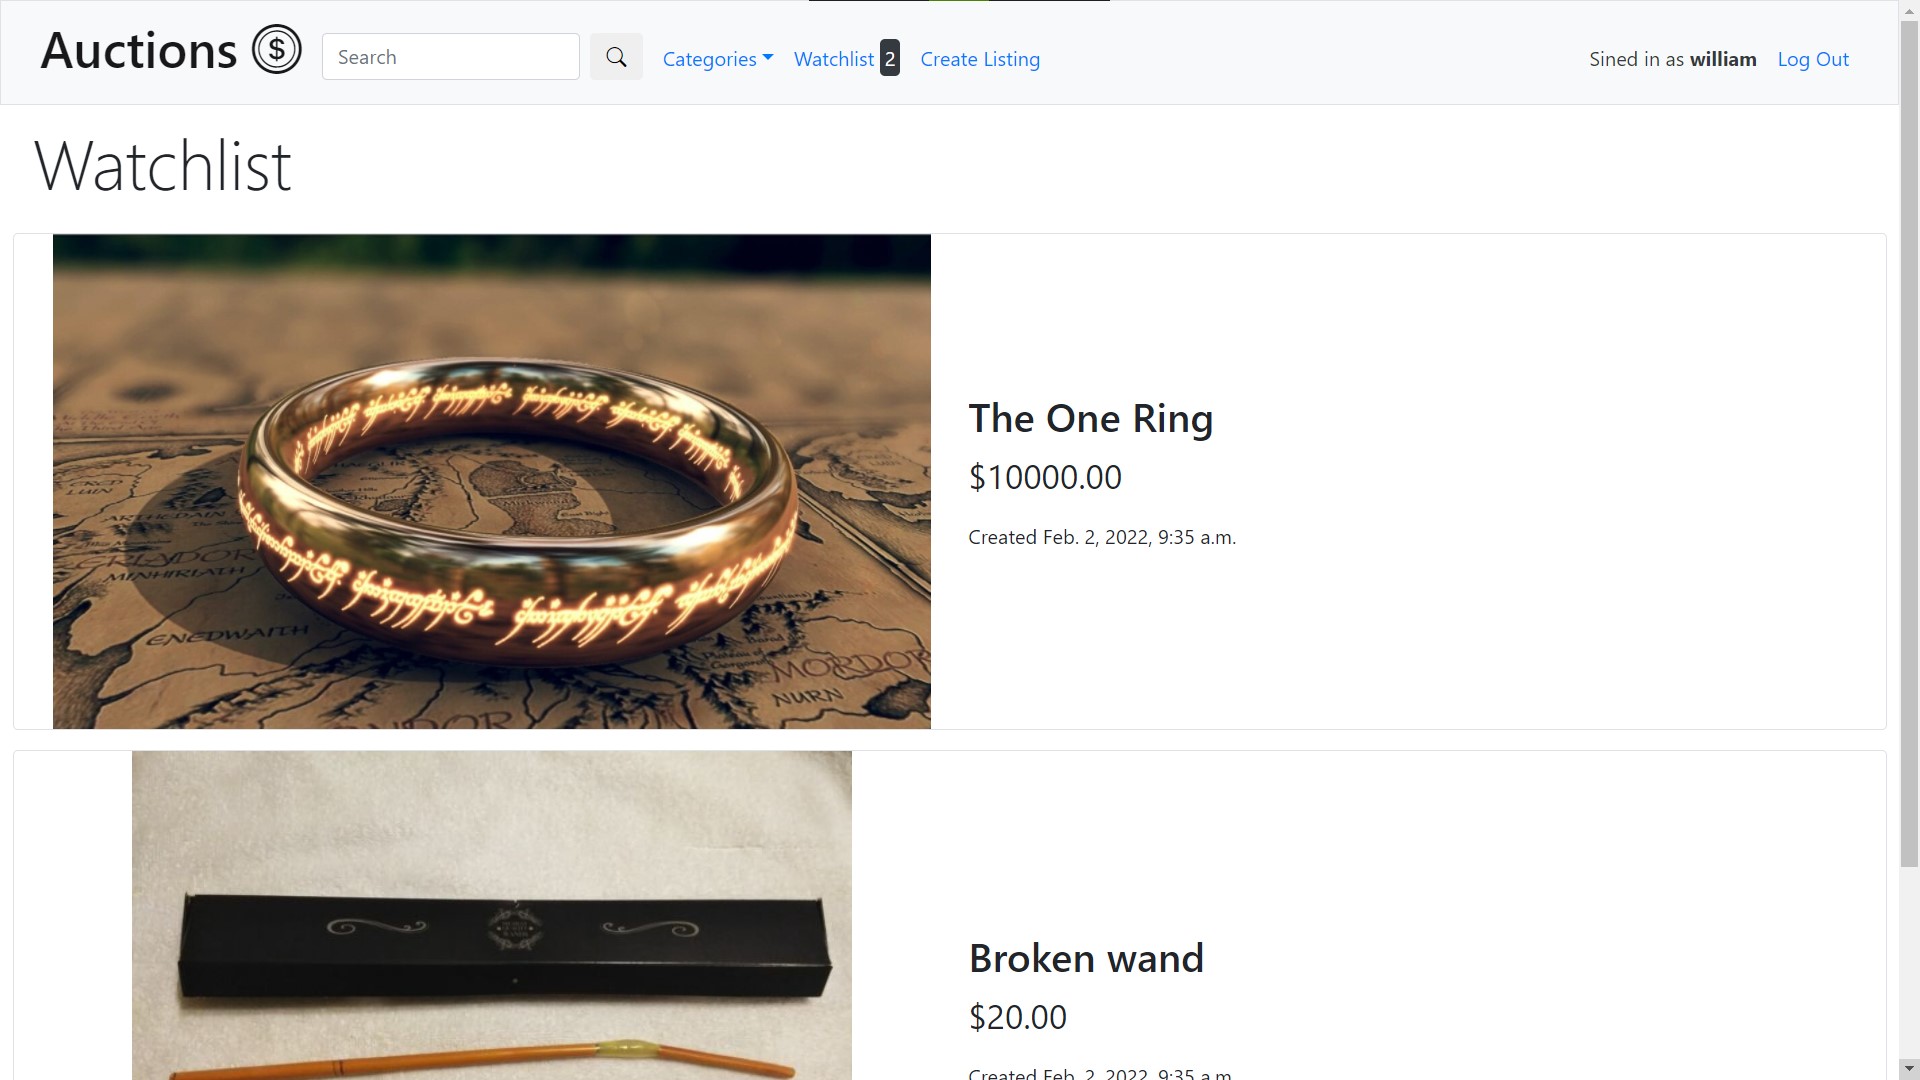 Auctions $
Search
Categories
Watchlist 2
Create Listing
Sined in as william
Log Out
Watchlist
The One Ring
$10000.00
Created Feb. 2, 2022, 9:35 a.m.
ENEDWAITH
MINHIRIATH
MORDOR
NURN
Broken wand
$20.00
Created Feb. 2, 2022, 9:35 a.m.